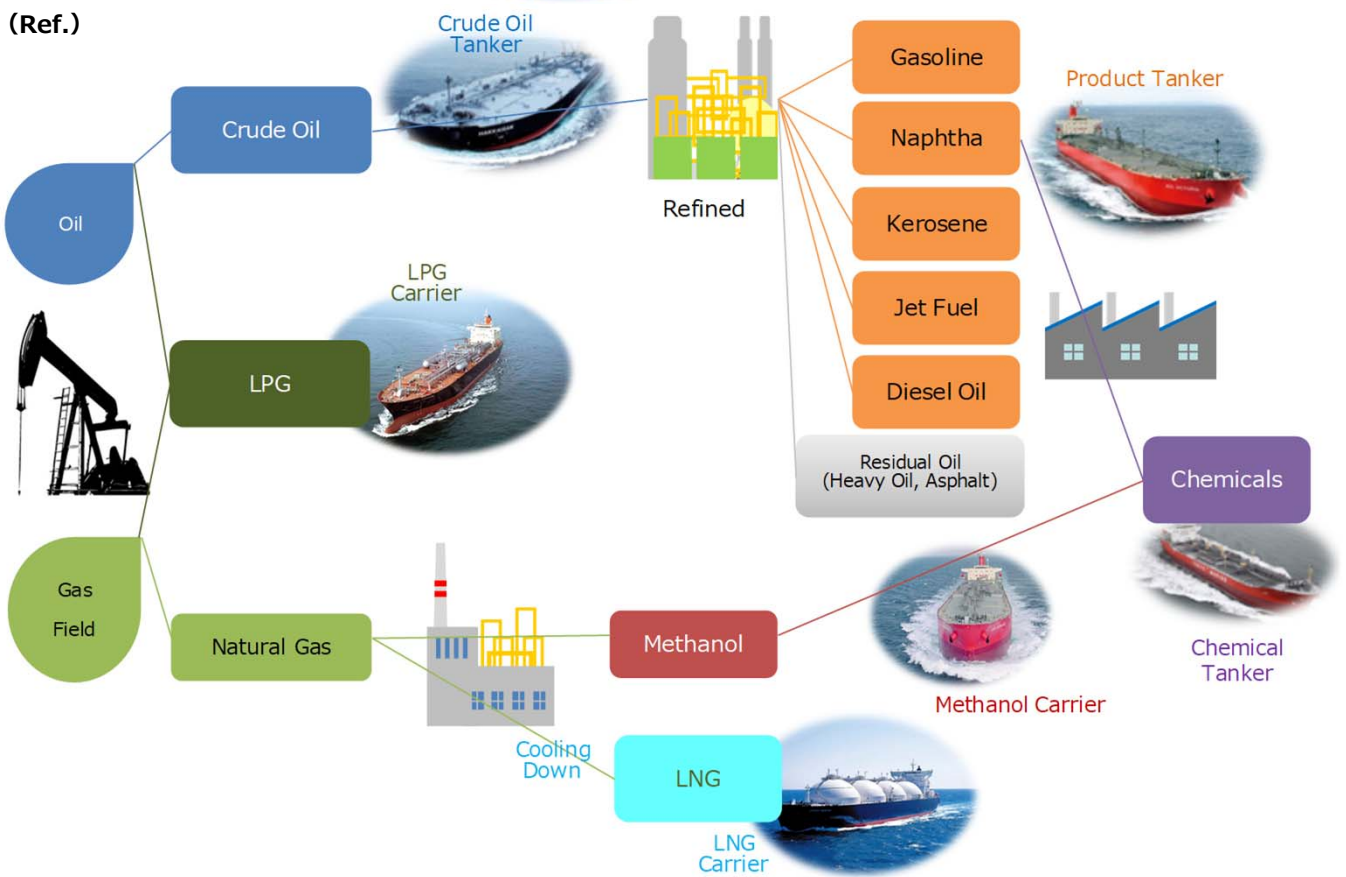 （Ref.）
Crude Oil
Tanker
Crude Oil
Oil
Refined
Gasoline
Naphtha
Kerosene
Jet Fuel
Diesel Oil
Residual Oil
(Heavy Oil, Asphalt)
Product Tanker
LPG
Carrier
LPG
Chemicals
Chemical
Tanker
Gas
Field
Natural Gas
Methanol
Methanol Carrier
Cooling
Down
LNG
LNG
Carrier